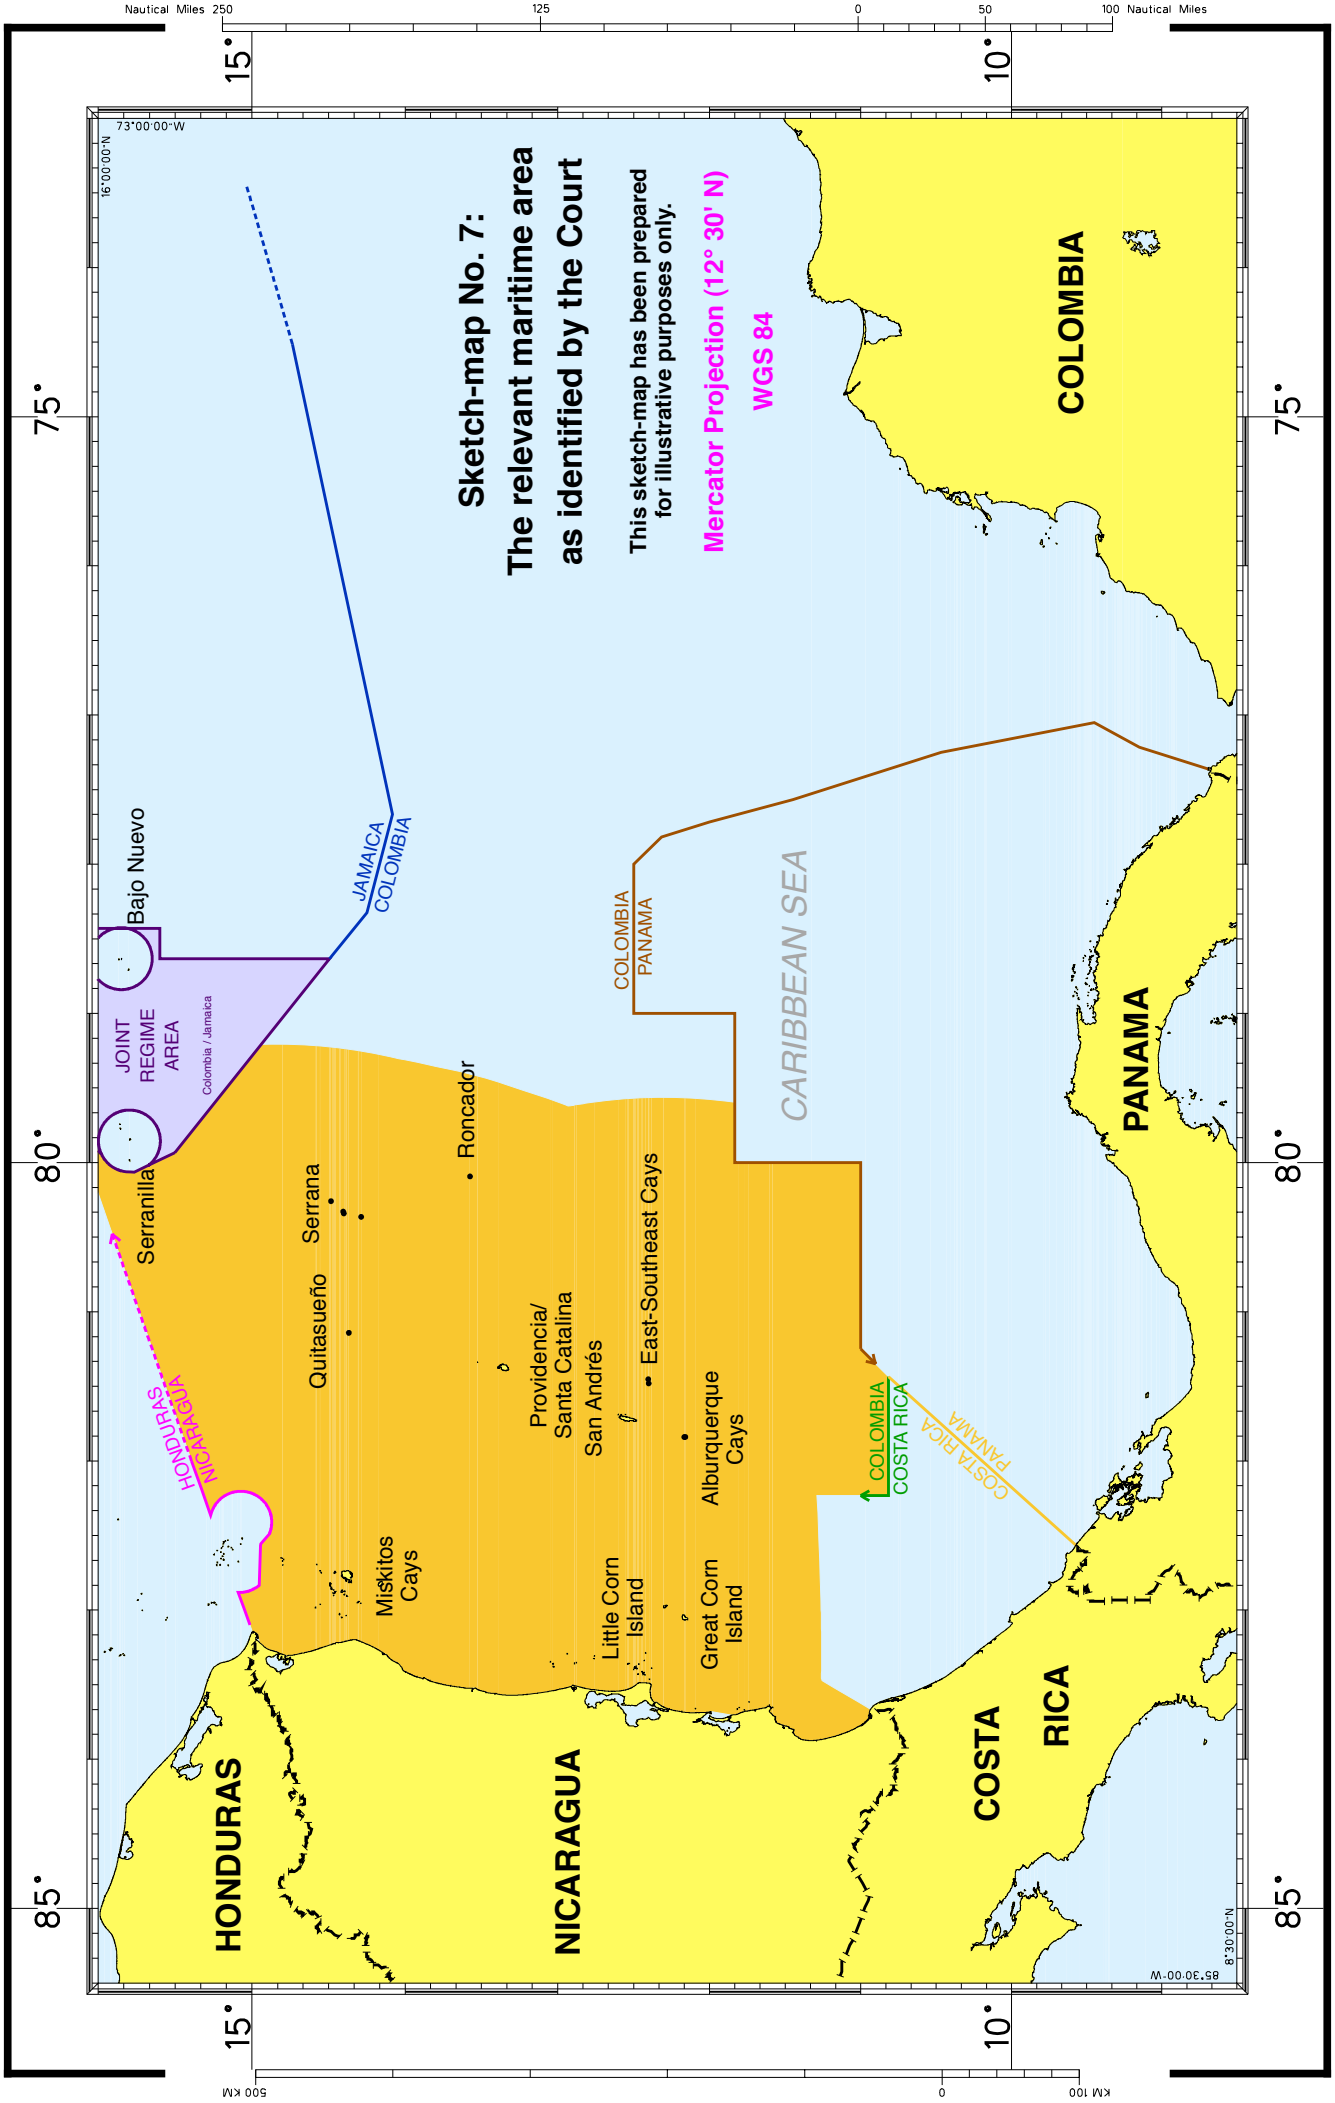 Sketch-map No. 7:
The relevant maritime area
as identified by the Court
This sketch-map has been prepared
for illustrative purposes only.
Mercator Projection (12° 30' N)
WGS 84
16°00'00"N
73°00'00"W
85°30'00"W
8°30'00"N
85°
80°
75°
85°
80°
75°
15°
10°
15°
10°
Nautical Miles 250
125
0
50
100 Nautical Miles
500 KM
0
KM 100
HONDURAS
NICARAGUA
COSTA
RICA
PANAMA
COLOMBIA
CARIBBEAN SEA
HONDURAS
NICARAGUA
JOINT
REGIME
AREA
Colombia / Jamaica
Serranilla
Bajo Nuevo
JAMAICA
COLOMBIA
Quitasueño
Serrana
Roncador
Miskitos
Cays
Providencia/
Santa Catalina
San Andrés
East-Southeast Cays
Alburquerque
Cays
Little Corn
Island
Great Corn
Island
COLOMBIA
PANAMA
COLOMBIA
COSTA RICA
COSTA RICA
PANAMA